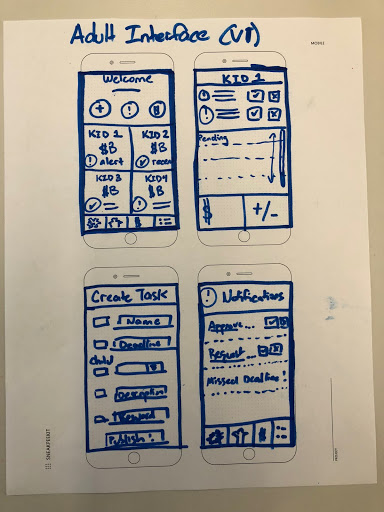 Adult Interface (V1)
MOBILE
Welcome
KID 1
KID 2
$B
$B
! alert
KID 3
KID 4
$B
$B
!
$
KID 1
!
Pending
$
+/-
Create Task
Name
Deadline
Child
Description
Reward
Publish!
! Notifications
Approve...
Request...
Missed Deadline!
$
SNEAKPEEKIT